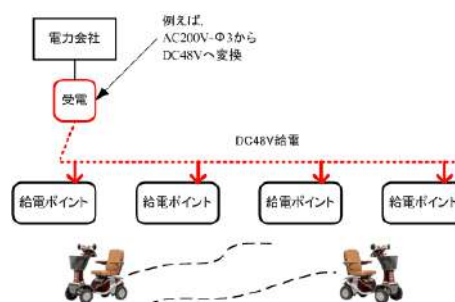 例えば、
AC200V-Φ3から
DC48Vへ変換
電力会社
受電
DC48V給電
給電ポイント
給電ポイント
給電ポイント
給電ポイント